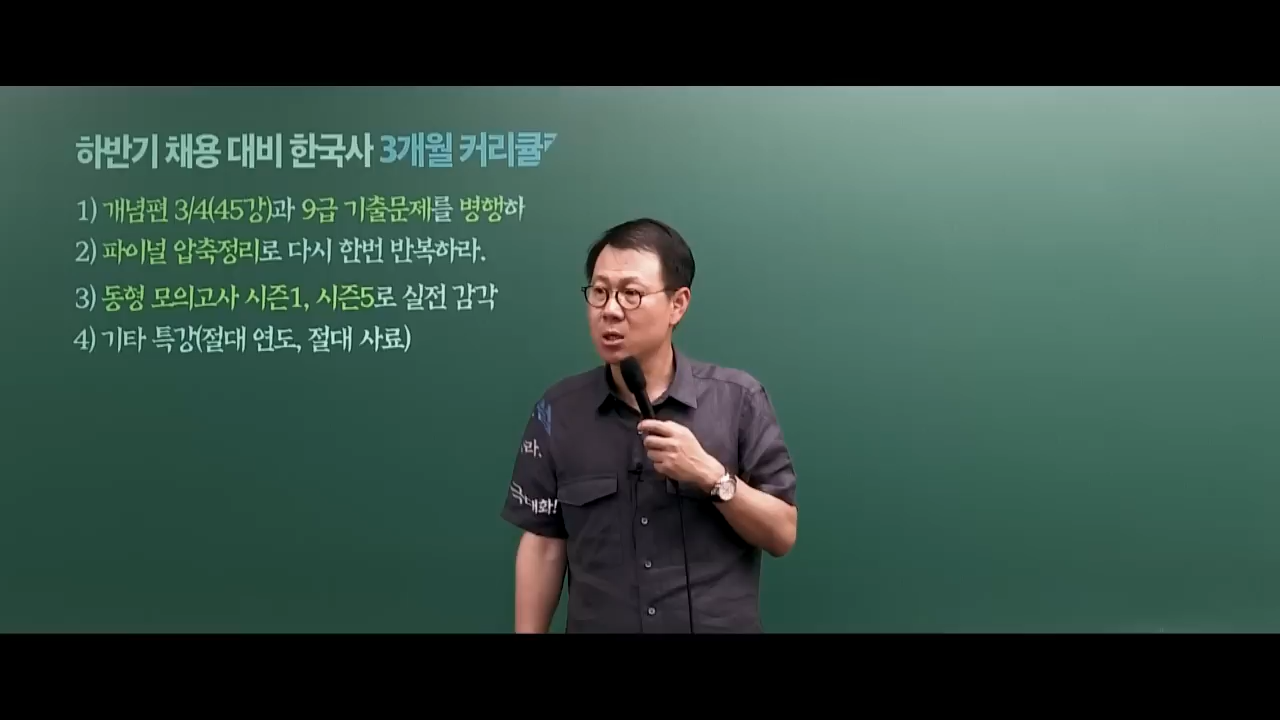 하반기 채용 대비 한국사 3개월 커리큘
1) 개념편 3/4(45강)과 9급 기출문제를 병행하
2) 파이널 압축정리로 다시 한번 반복하라.
3) 동형 모의고사 시즌1, 시즌5로 실전 감각
4) 기타 특강(절대 연도, 절대 사료)
라.
극대화!